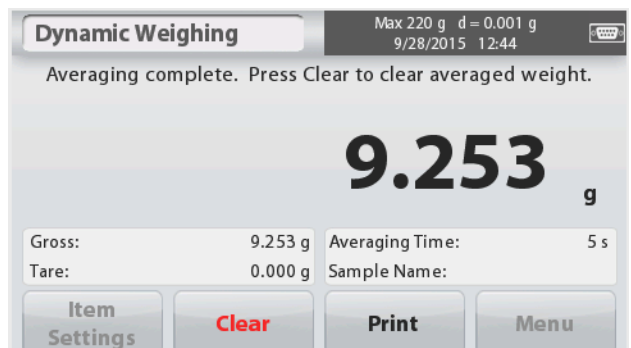 Dynamic Weighing
Max 220 g d = 0.001 g
9/28/2015 12:44
Averaging complete. Press Clear to clear averaged weight.
9.253 g
Gross: 9.253 g
Tare: 0.000 g
Averaging Time: 5 s
Sample Name:
Item
Settings
Clear
Print
Menu